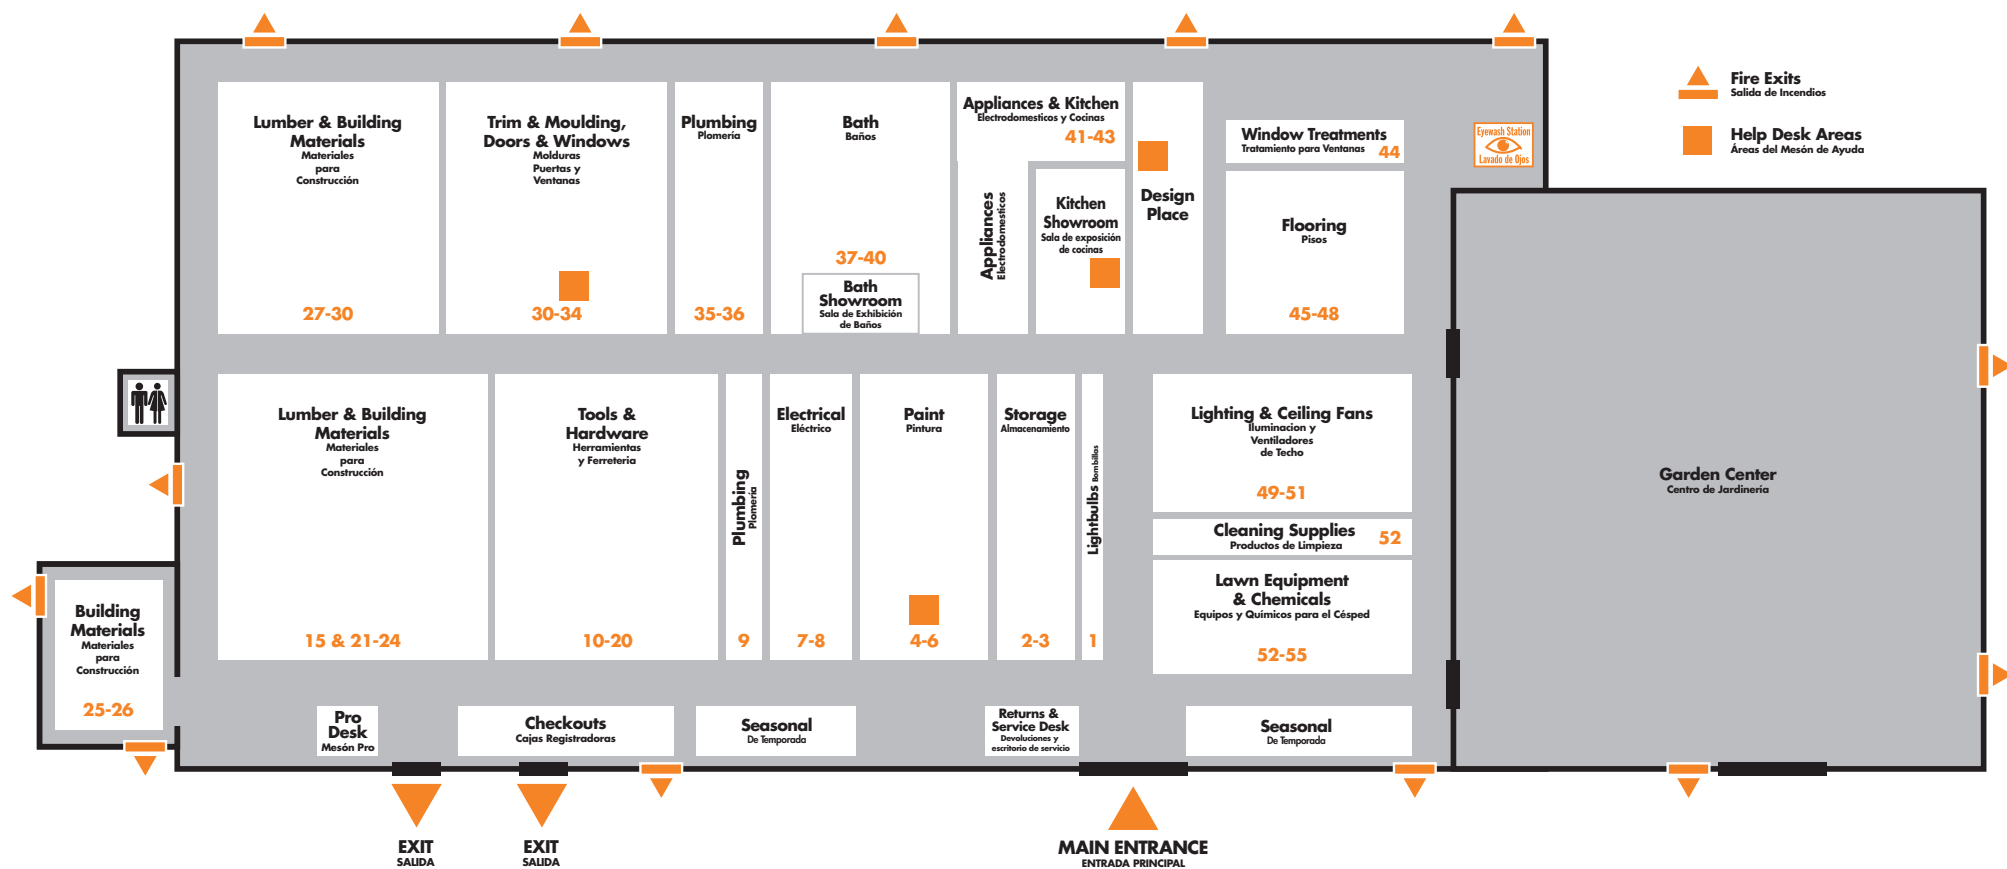 Fire Exits
Salida de Incendios
Help Desk Areas
Áreas del Mesón de Ayuda
Lumber & Building
Materials
Materiales
para
Construcción
27-30
Trim & Moulding,
Doors & Windows
Molduras
Puertas y
Ventanas
30-34
Plumbing
Plomería
35-36
Bath
Baños
37-40
Bath
Showroom
Sala de Exhibición
de Baños
Appliances & Kitchen
Electrodomesticos y Cocinas
41-43
Appliances
Electrodomesticos
Kitchen
Showroom
Sala de exposición
de cocinas
Design
Place
Window Treatments
Tratamiento para Ventanas
44
Flooring
Pisos
45-48
Eyewash Station
Lavado de Ojos
Lumber & Building
Materials
Materiales
para
Construcción
15 & 21-24
Tools &
Hardware
Herramientas
y Ferreteria
10-20
Plumbing
Plomería
9
Electrical
Eléctrico
7-8
Paint
Pintura
4-6
Storage
Almacenamiento
2-3
Lightbulbs Bombillas
1
Lighting & Ceiling Fans
Iluminacion y
Ventiladores
de Techo
49-51
Cleaning Supplies
Productos de Limpieza
52
Lawn Equipment
& Chemicals
Equipos y Químicos para el Césped
52-55
Garden Center
Centro de Jardinería
Building
Materials
Materiales
para
Construcción
25-26
Pro
Desk
Mesón Pro
Checkouts
Cajas Registradoras
Seasonal
De Temporada
Returns &
Service Desk
Devoluciones y
escritorio de servicio
Seasonal
De Temporada
EXIT
SALIDA
EXIT
SALIDA
MAIN ENTRANCE
ENTRADA PRINCIPAL